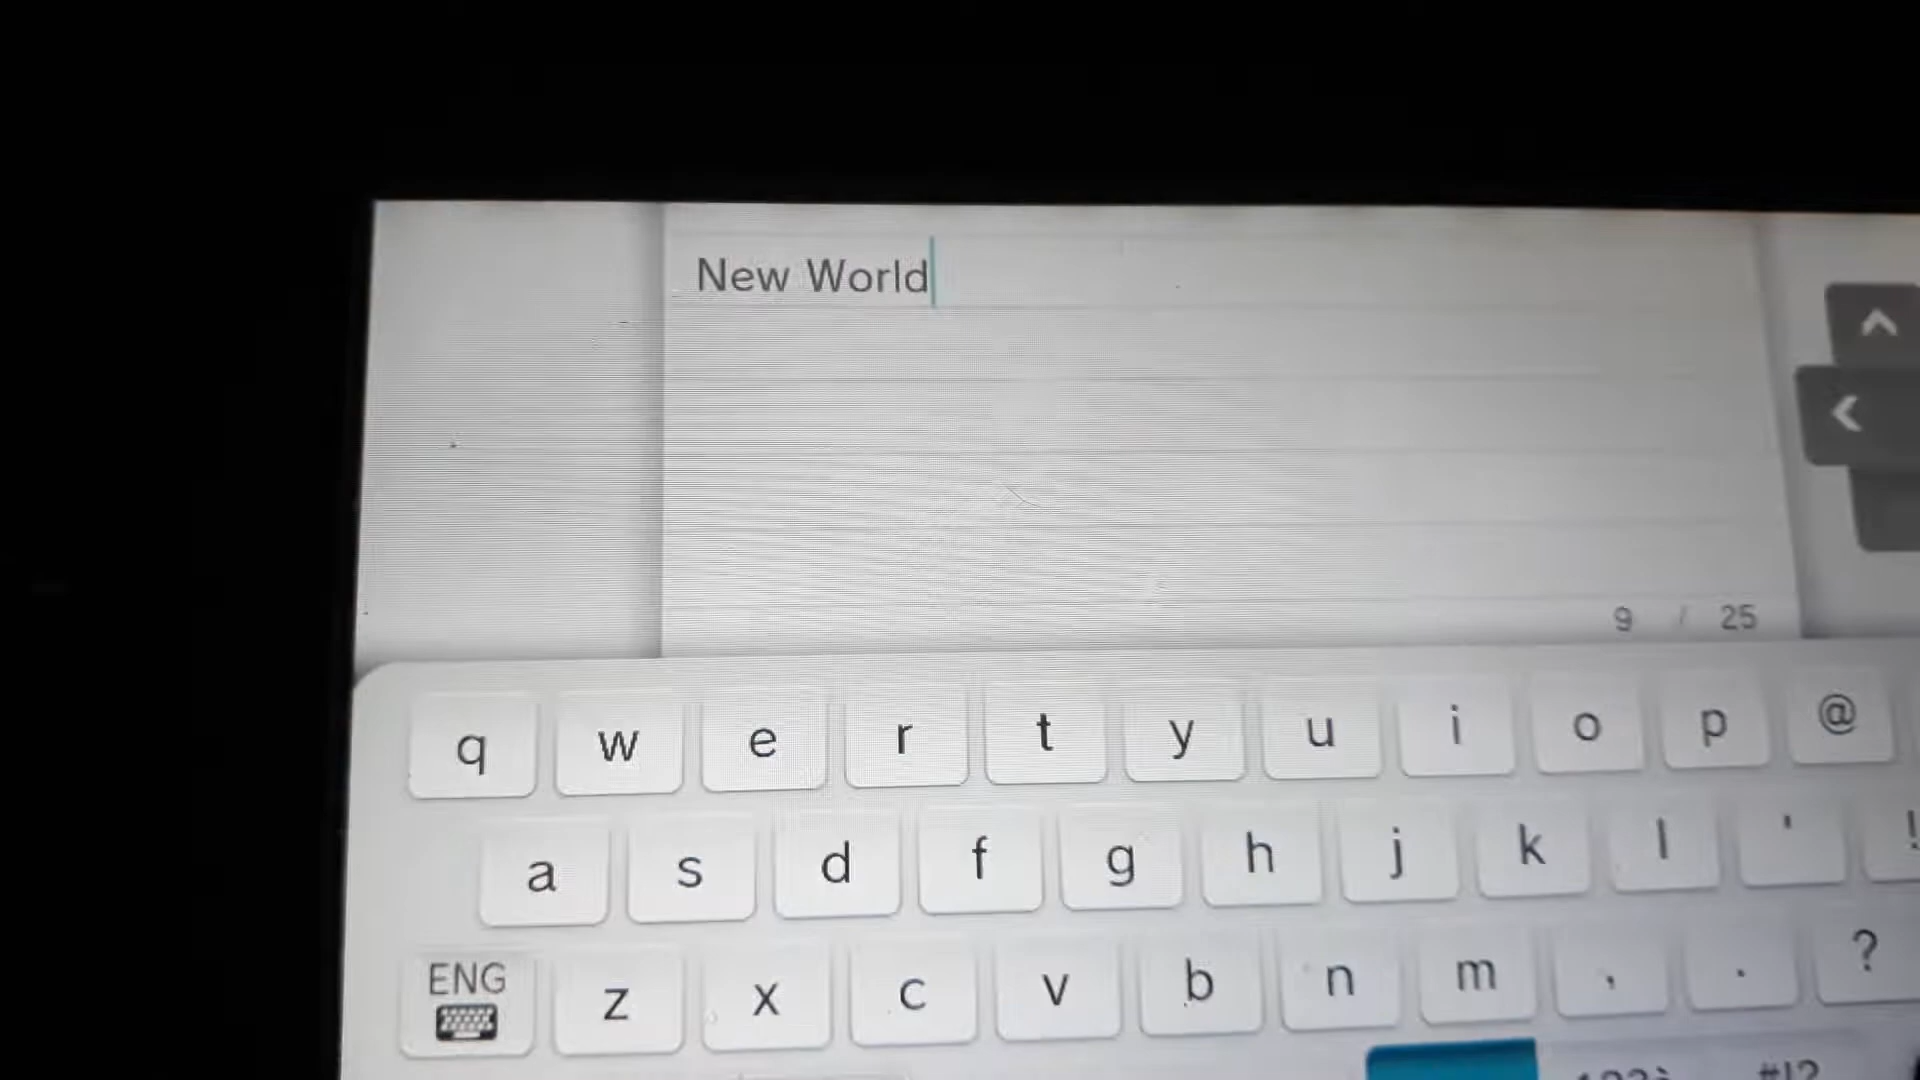 New World
9 / 25
q w e r t y u i o p @
a s d f g h j k l ' !
ENG z x c v b n m , . ?
#!?